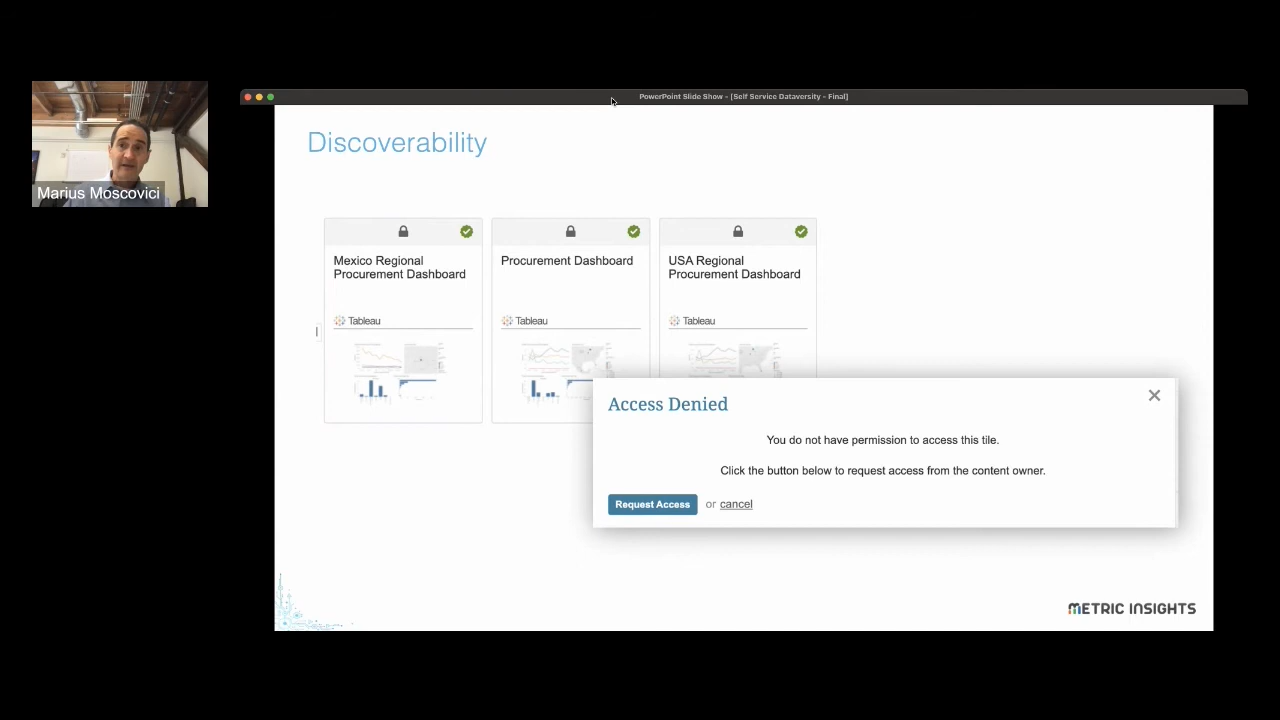 PowerPoint Slide Show - [Self Service Dataversity - Final]
Marius Moscovici
Discoverability
Mexico Regional
Procurement Dashboard
Tableau
Procurement Dashboard
Tableau
USA Regional
Procurement Dashboard
Tableau
Access Denied
You do not have permission to access this tile.
Click the button below to request access from the content owner.
Request Access or cancel
METRIC INSIGHTS